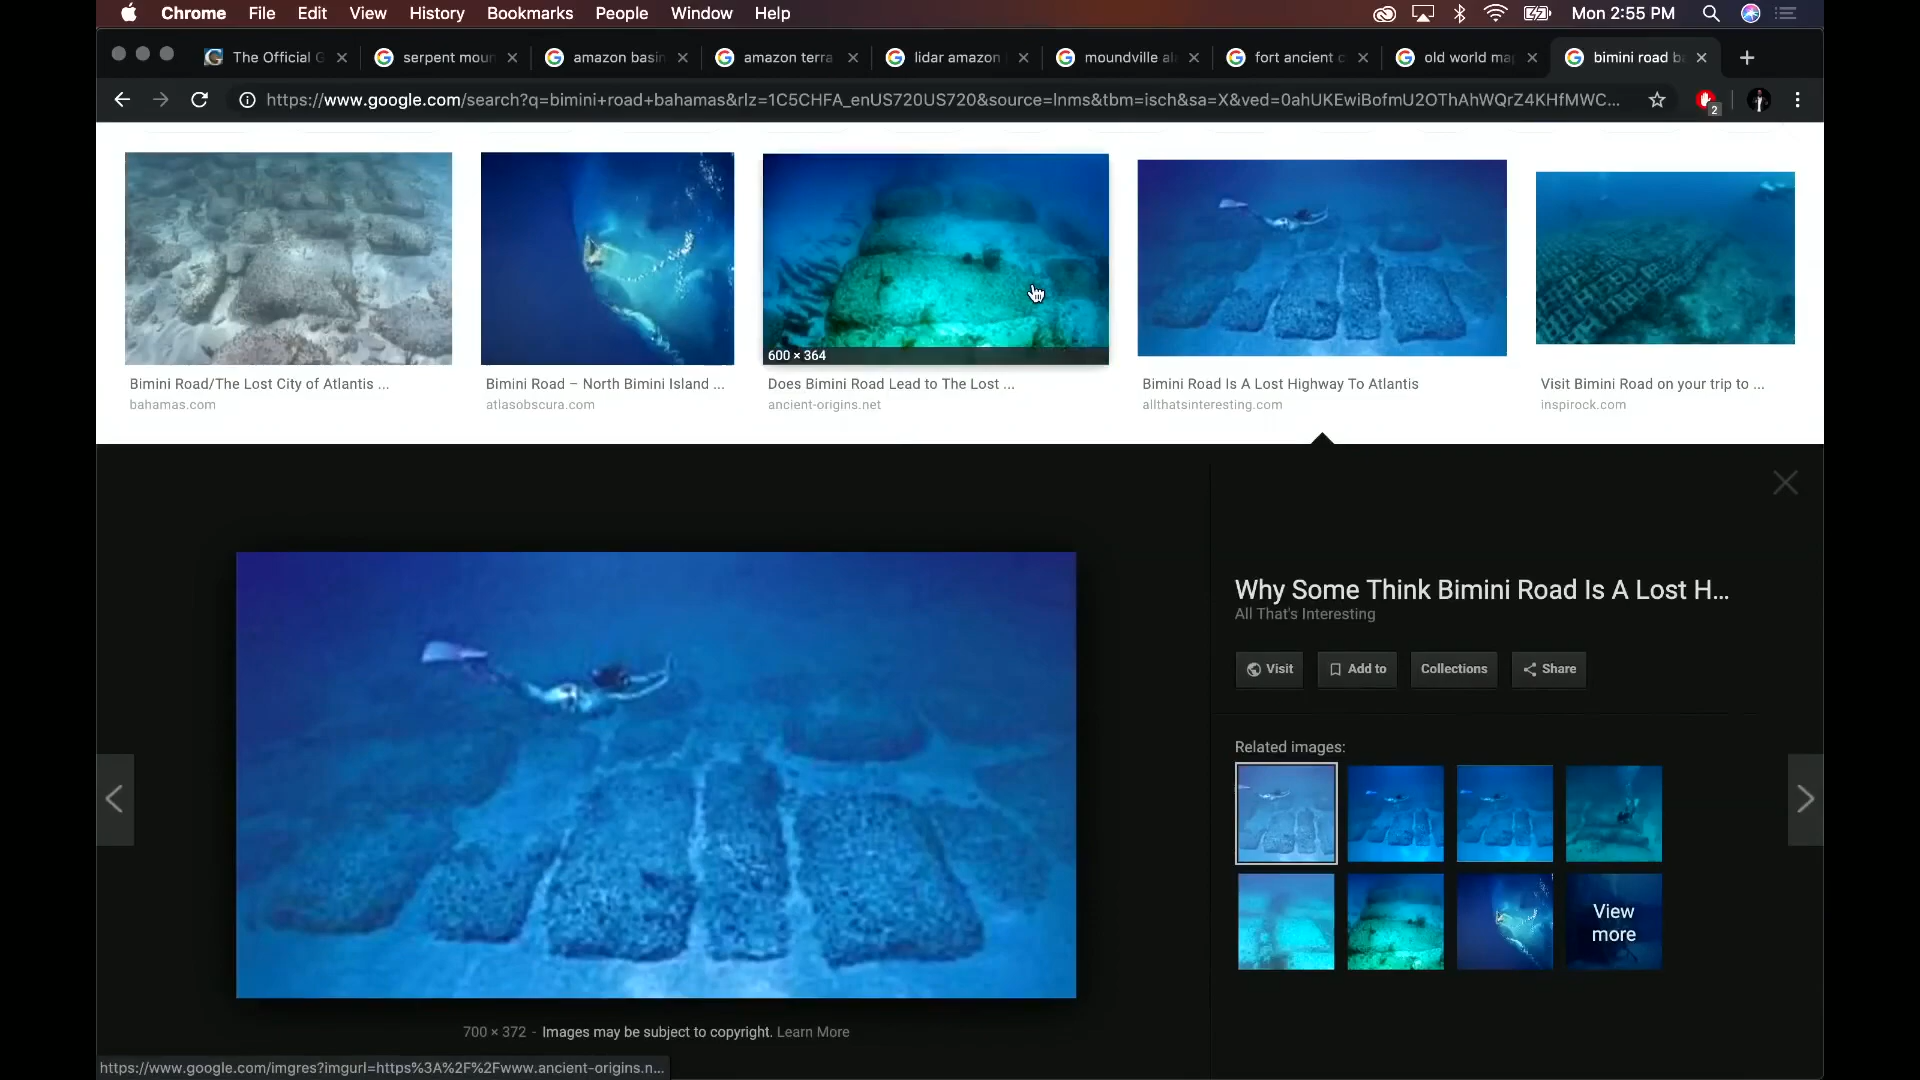 Chrome File Edit View History Bookmarks People Window Help Mon 2:55 PM
The Official G serpent moun amazon basin amazon terra lidar amazon moundville al fort ancient c old world map bimini road ba
https://www.google.com/search?q=bimini+road+bahamas&rlz=1C5CHFA_enUS720US720&source=lnms&tbm=isch&sa=X&ved=0ahUKEwiBofmU2OThAhWQrZ4KHfMWC... 2
600 × 364
Bimini Road/The Lost City of Atlantis ... Bimini Road – North Bimini Island ... Does Bimini Road Lead to The Lost ... Bimini Road Is A Lost Highway To Atlantis Visit Bimini Road on your trip to ...
bahamas.com atlasobscura.com ancient-origins.net allthatsinteresting.com inspirock.com
Why Some Think Bimini Road Is A Lost H...
All That's Interesting
Visit Add to Collections Share
Related images:
View
more
700 × 372 - Images may be subject to copyright. Learn More
https://www.google.com/imgres?imgurl=https%3A%2F%2Fwww.ancient-origins.n...